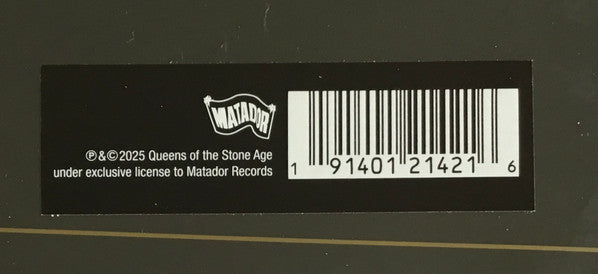 MATADOR
℗&©2025 Queens of the Stone Age
under exclusive license to Matador Records
1 91401 21421 6